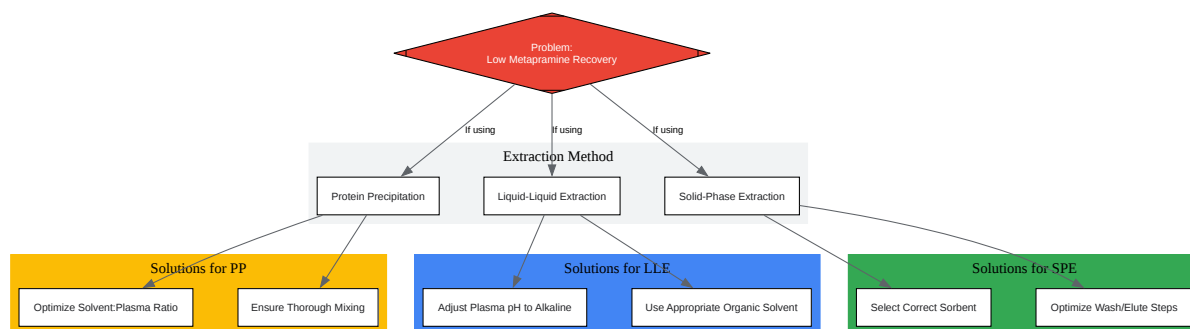 Problem:
Low Metapramine Recovery
If using
If using
If using
Extraction Method
Protein Precipitation
Liquid-Liquid Extraction
Solid-Phase Extraction
Solutions for PP
Solutions for LLE
Solutions for SPE
Optimize Solvent:Plasma Ratio
Ensure Thorough Mixing
Adjust Plasma pH to Alkaline
Use Appropriate Organic Solvent
Select Correct Sorbent
Optimize Wash/Elute Steps